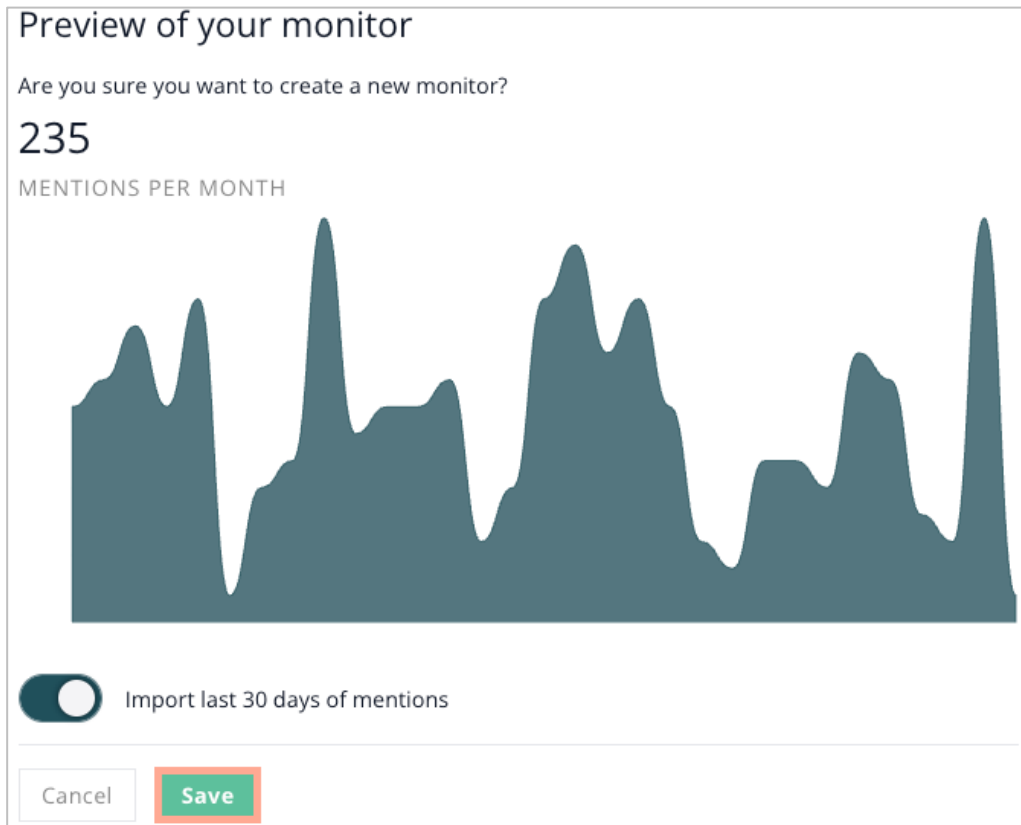 Preview of your monitor
Are you sure you want to create a new monitor?
235
MENTIONS PER MONTH
Import last 30 days of mentions
Cancel
Save